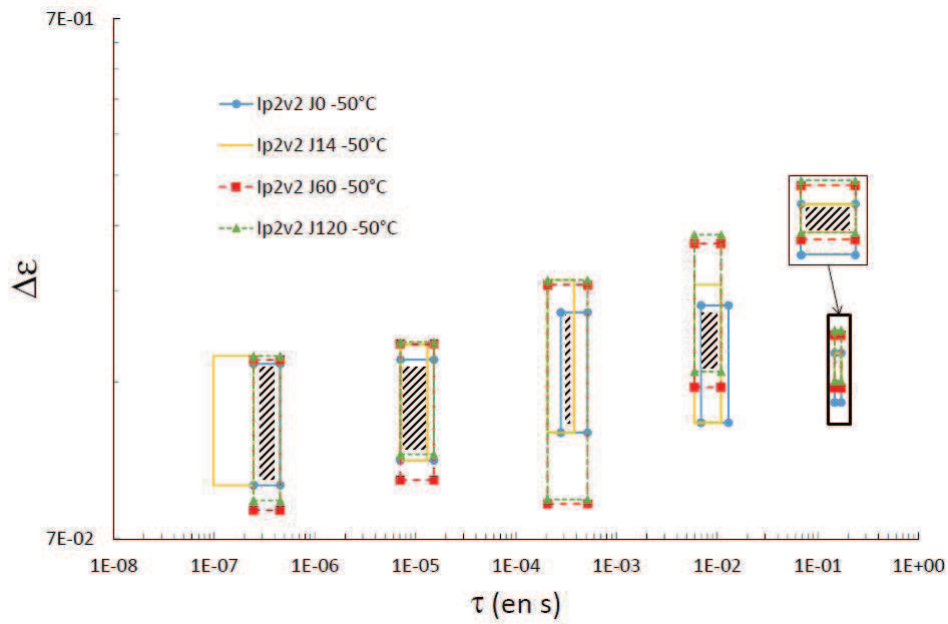 7E-01
Ip2v2 J0 -50°C
Ip2v2 J14 -50°C
Ip2v2 J60 -50°C
Ip2v2 J120 -50°C
Δε
7E-02
1E-08 1E-07 1E-06 1E-05 1E-04 1E-03 1E-02 1E-01 1E+00
τ (en s)